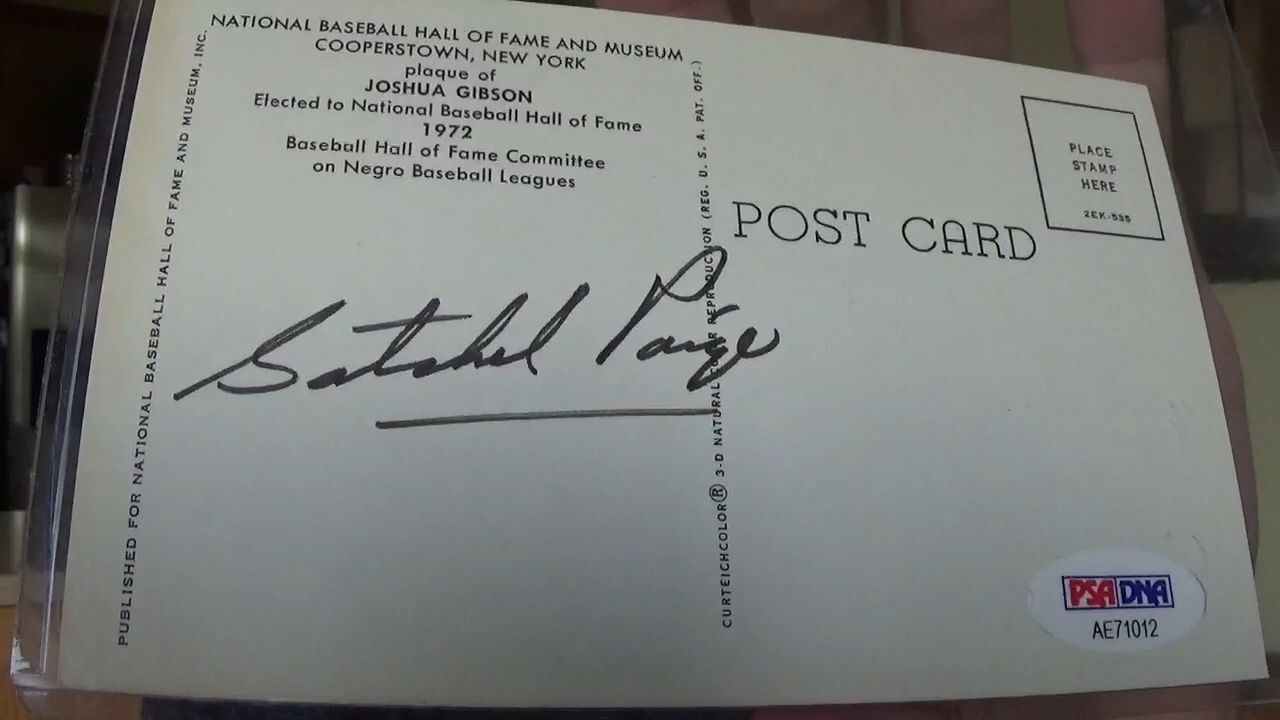 NATIONAL BASEBALL HALL OF FAME AND MUSEUM
COOPERSTOWN, NEW YORK
plaque of
JOSHUA GIBSON
Elected to National Baseball Hall of Fame
1972
Baseball Hall of Fame Committee
on Negro Baseball Leagues
PUBLISHED FOR NATIONAL BASEBALL HALL OF FAME AND MUSEUM, INC.
Satchel Paige
CURTEICHCOLOR® 3-D NATURAL COLOR REPRODUCTION (REG. U. S. A. PAT. OFF.)
POST CARD
PLACE
STAMP
HERE
2EK-535
PSA DNA
AE71012